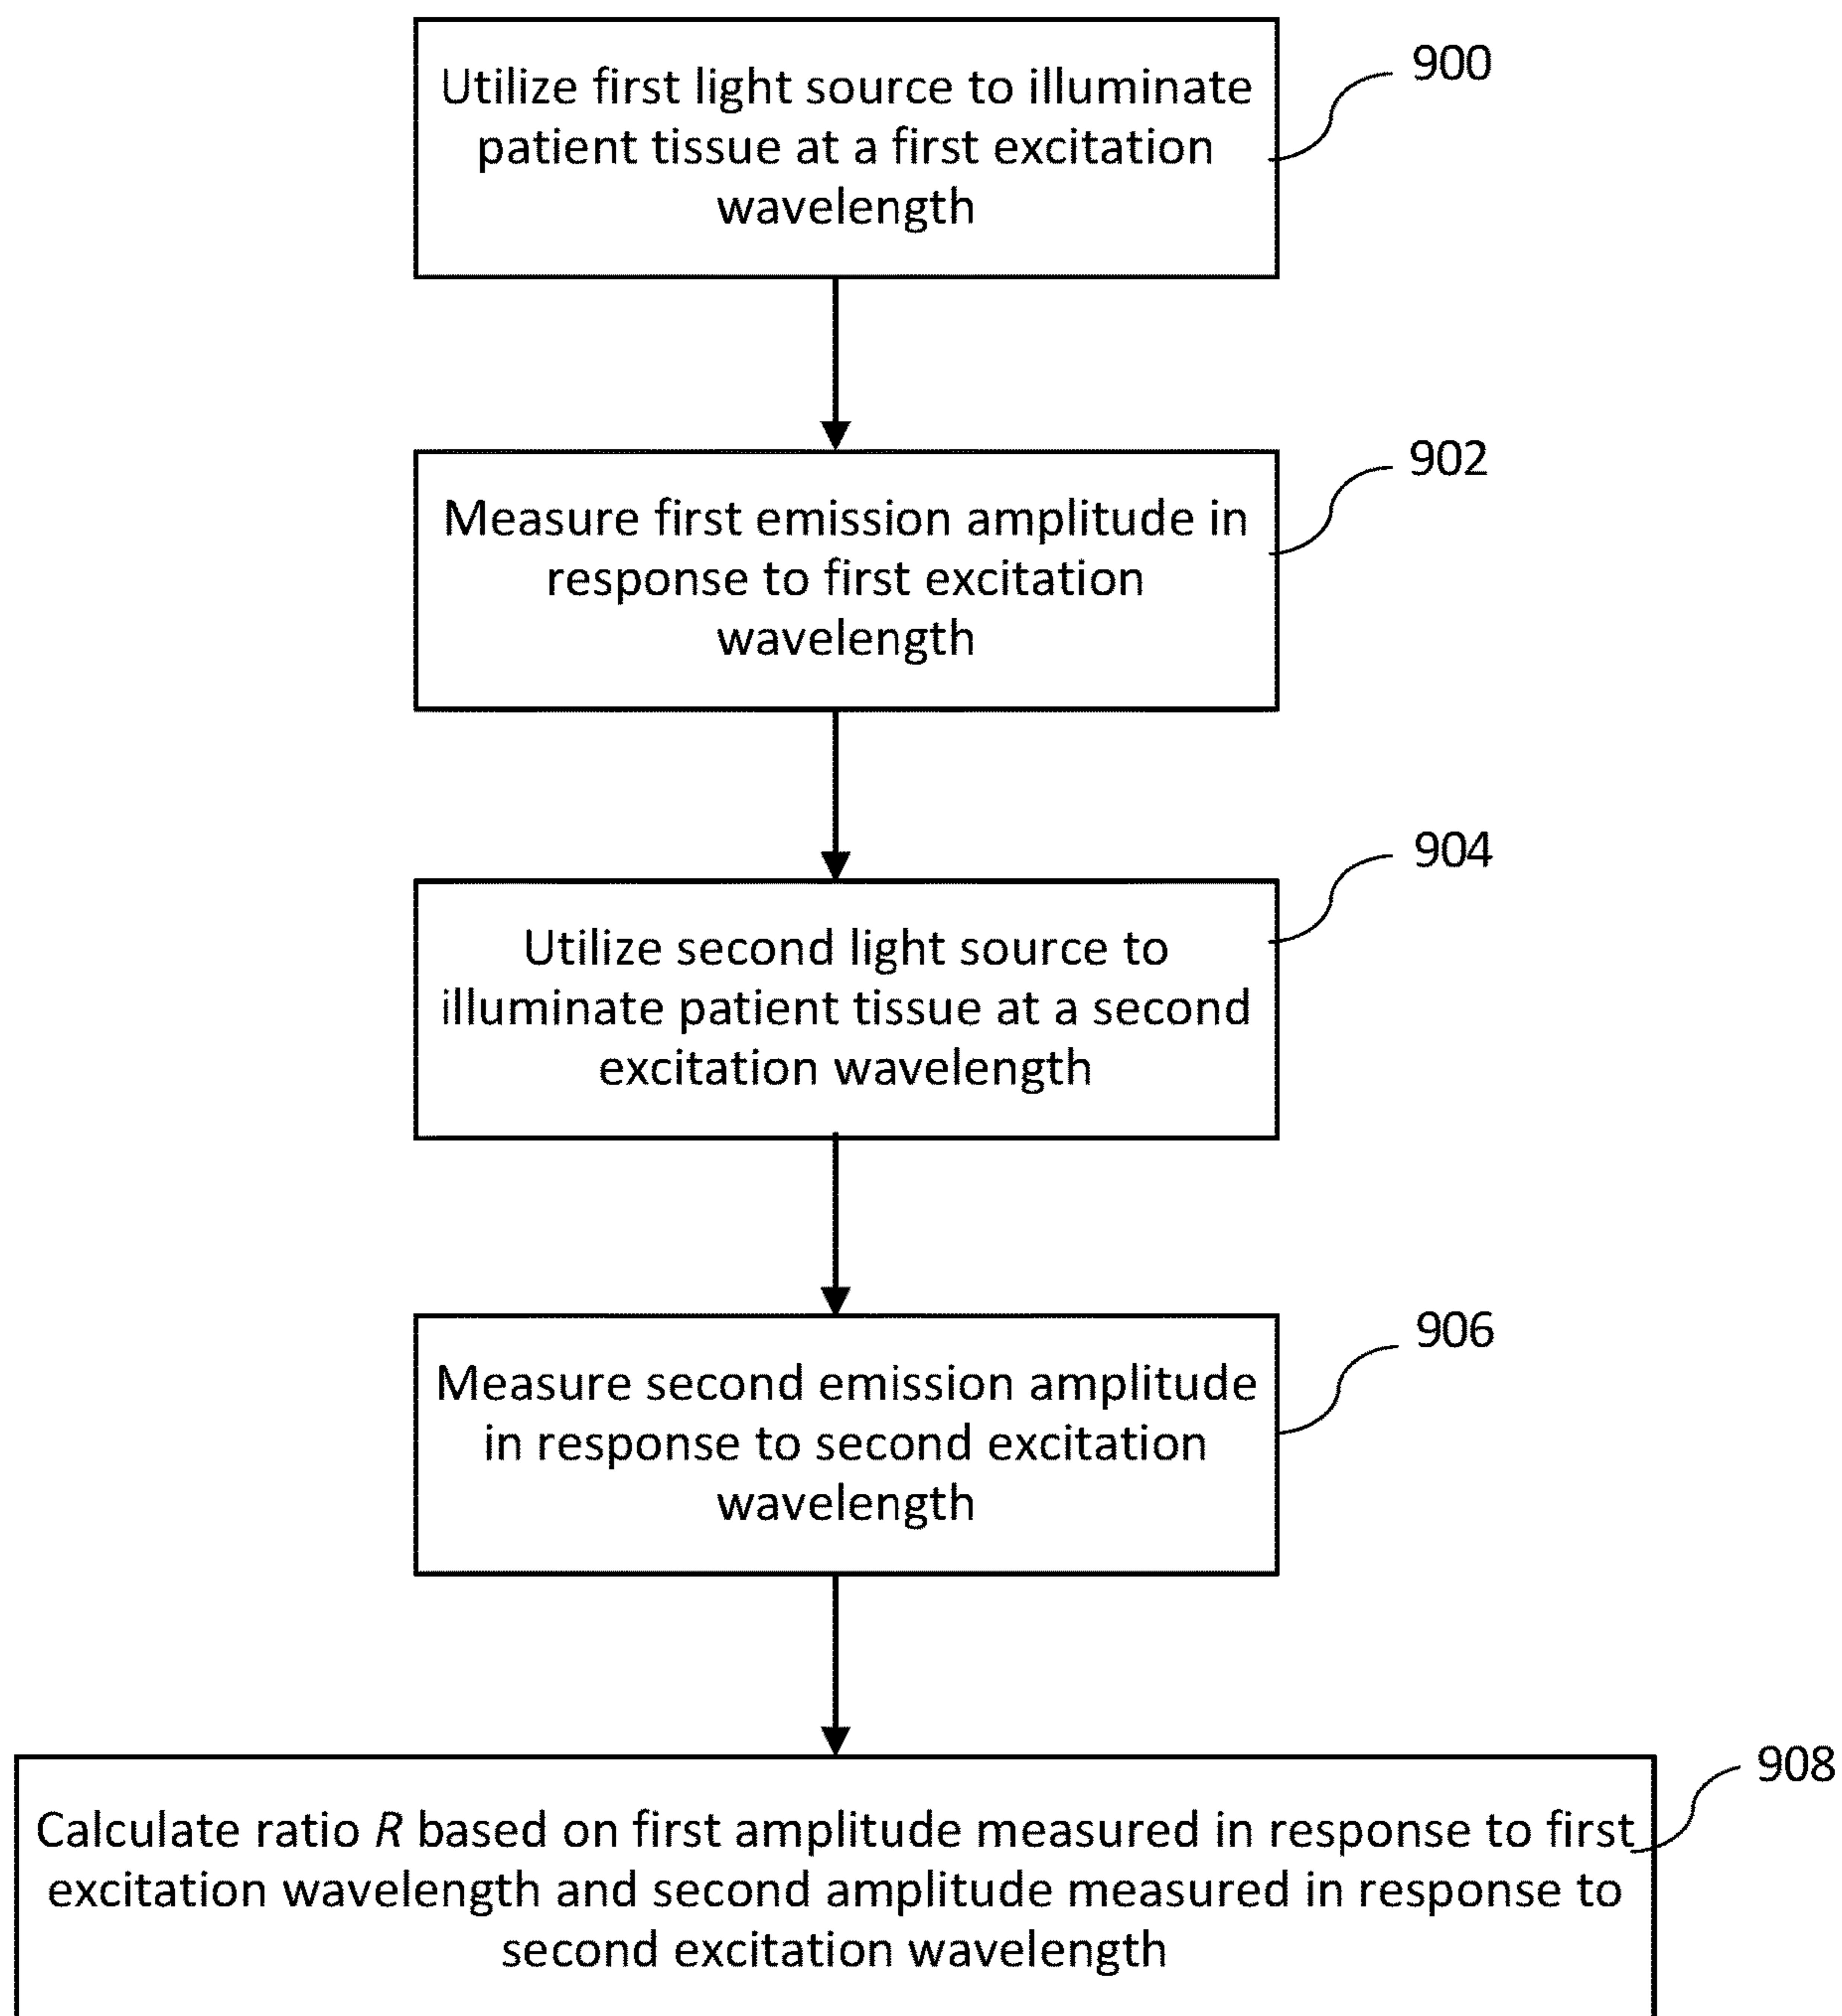 Utilize first light source to illuminate
patient tissue at a first excitation
wavelength
900
Measure first emission amplitude in
response to first excitation
wavelength
902
Utilize second light source to
illuminate patient tissue at a second
excitation wavelength
904
Measure second emission amplitude
in response to second excitation
wavelength
906
Calculate ratio R based on first amplitude measured in response to first
excitation wavelength and second amplitude measured in response to
second excitation wavelength
908